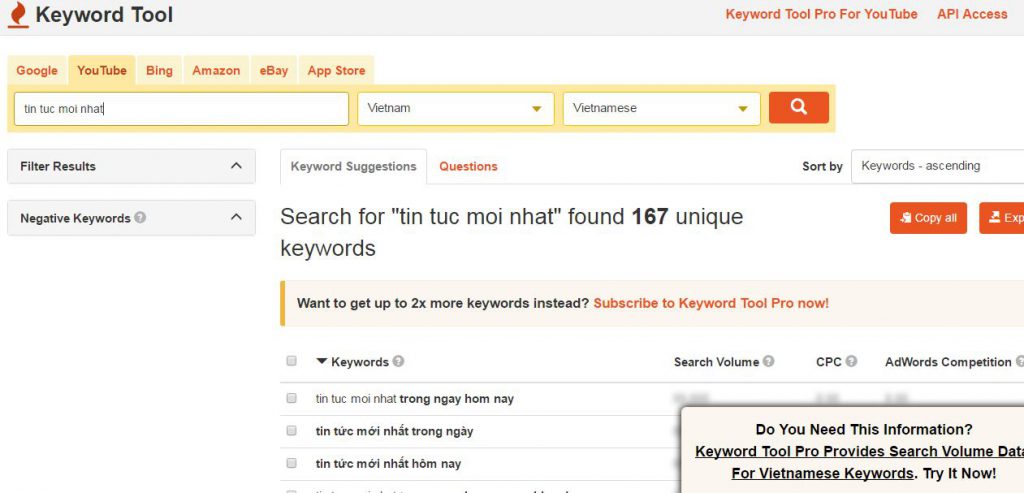 Keyword Tool
Keyword Tool Pro For YouTube API Access
Google YouTube Bing Amazon eBay App Store
tin tuc moi nhat Vietnam Vietnamese
Filter Results
Keyword Suggestions Questions Sort by Keywords - ascending
Negative Keywords
Search for "tin tuc moi nhat" found 167 unique
keywords
Copy all Exp
Want to get up to 2x more keywords instead? Subscribe to Keyword Tool Pro now!
Keywords Search Volume CPC AdWords Competition
tin tuc moi nhat trong ngay hom nay
tin tức mới nhất trong ngày
tin tức mới nhất hôm nay
Do You Need This Information?
Keyword Tool Pro Provides Search Volume Data
For Vietnamese Keywords. Try It Now!